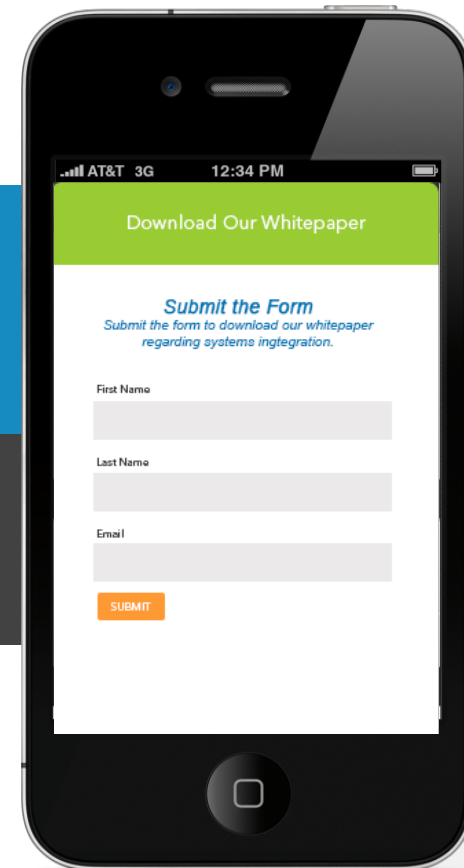 AT&T 3G 12:34 PM
Download Our Whitepaper
Submit the Form
Submit the form to download our whitepaper
regarding systems ingtegration.
First Name
Last Name
Email
SUBMIT